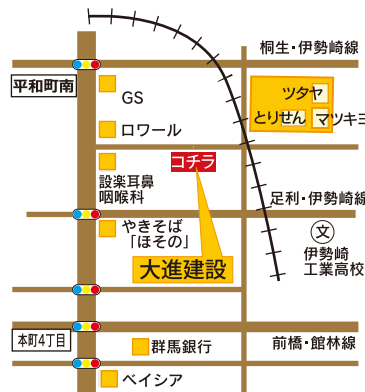 桐生・伊勢崎線
平和町南
GS
ツタヤ
とりせん
マツキヨ
ロワール
コチラ
設楽耳鼻
咽喉科
足利・伊勢崎線
やきそば
「ほその」
文
伊勢崎
工業高校
大進建設
本町4丁目
前橋・館林線
群馬銀行
ベイシア